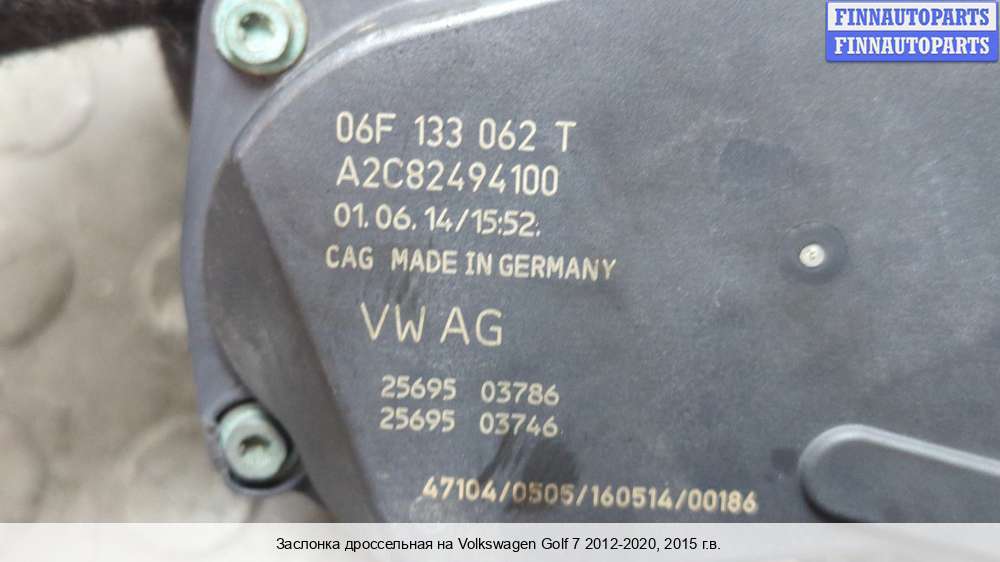 FINNAUTOPARTS
FINNAUTOPARTS
06F 133 062 T
A2C82494100
01.06.14/15:52
CAG MADE IN GERMANY
VW AG
25695 03786
25695 03746
47104/0505/160514/00186
Заслонка дроссельная на Volkswagen Golf 7 2012-2020, 2015 г.в.